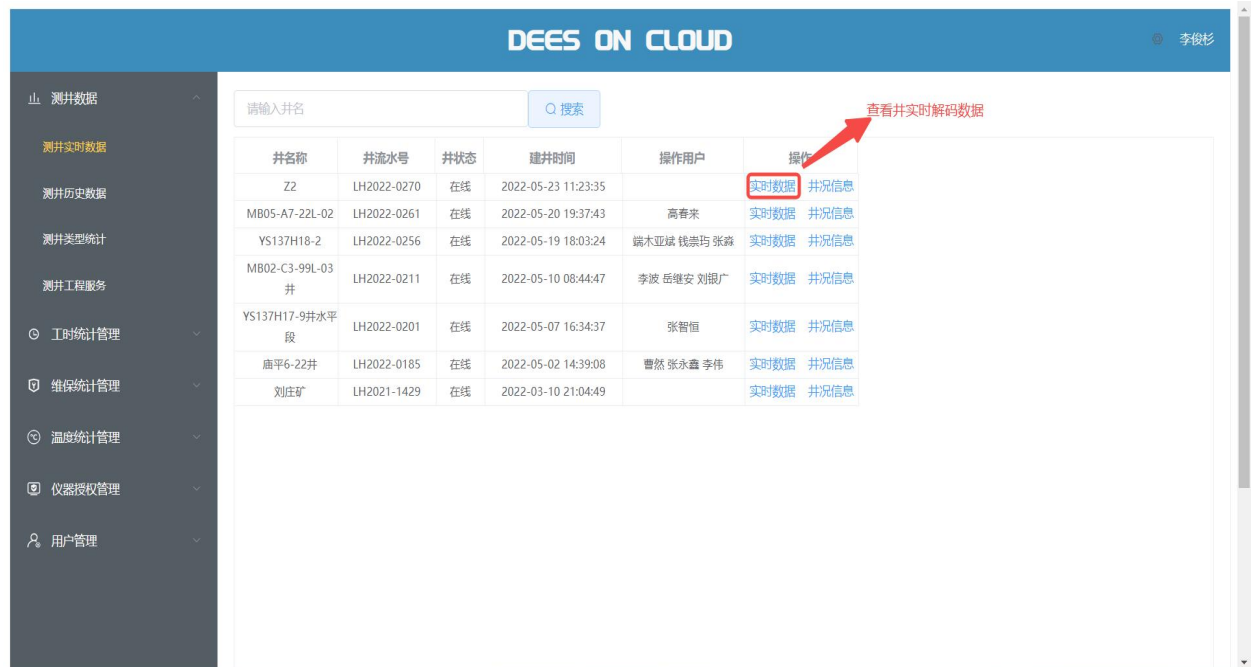 DEES ON CLOUD
李俊杉
测井数据
测井实时数据
测井历史数据
测井类型统计
测井工程服务
工时统计管理
维保统计管理
温度统计管理
仪器授权管理
用户管理
请输入井名 搜索
查看井实时解码数据
井名称 井流水号 井状态 建井时间 操作用户 操作
Z2 LH2022-0270 在线 2022-05-23 11:23:35 实时数据 井况信息
MB05-A7-22L-02 LH2022-0261 在线 2022-05-20 19:37:43 高春来 实时数据 井况信息
YS137H18-2 LH2022-0256 在线 2022-05-19 18:03:24 端木亚斌 钱崇玙 张淼 实时数据 井况信息
MB02-C3-99L-03
井 LH2022-0211 在线 2022-05-10 08:44:47 李波 岳继安 刘银广 实时数据 井况信息
YS137H17-9井水平
段 LH2022-0201 在线 2022-05-07 16:34:37 张智恒 实时数据 井况信息
庙平6-22井 LH2022-0185 在线 2022-05-02 14:39:08 曹然 张永鑫 李伟 实时数据 井况信息
刘庄矿 LH2021-1429 在线 2022-03-10 21:04:49 实时数据 井况信息